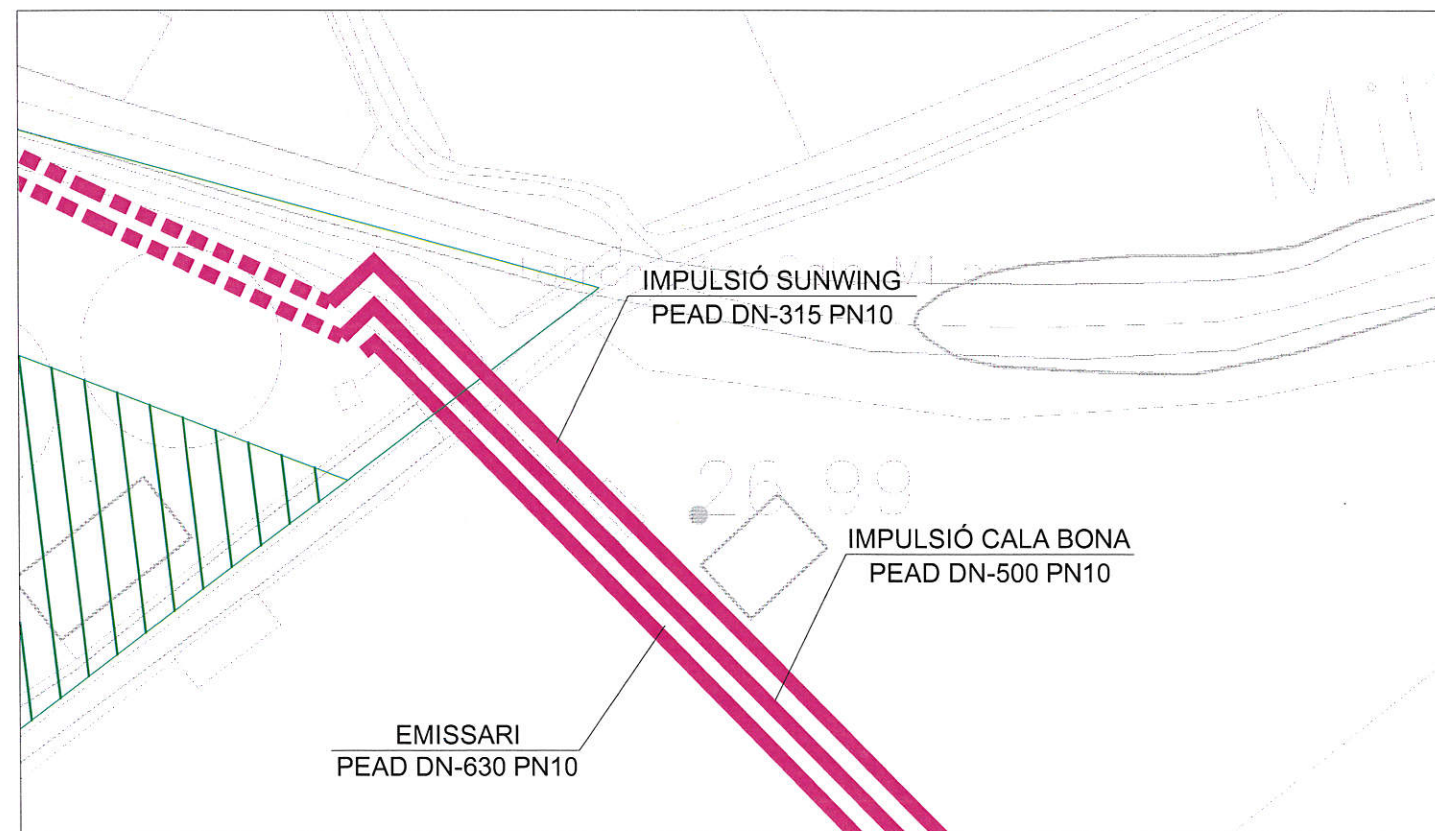 Mi
IMPULSIÓ SUNWING
PEAD DN-315 PN10
26.99
IMPULSIÓ CALA BONA
PEAD DN-500 PN10
EMISSARI
PEAD DN-630 PN10